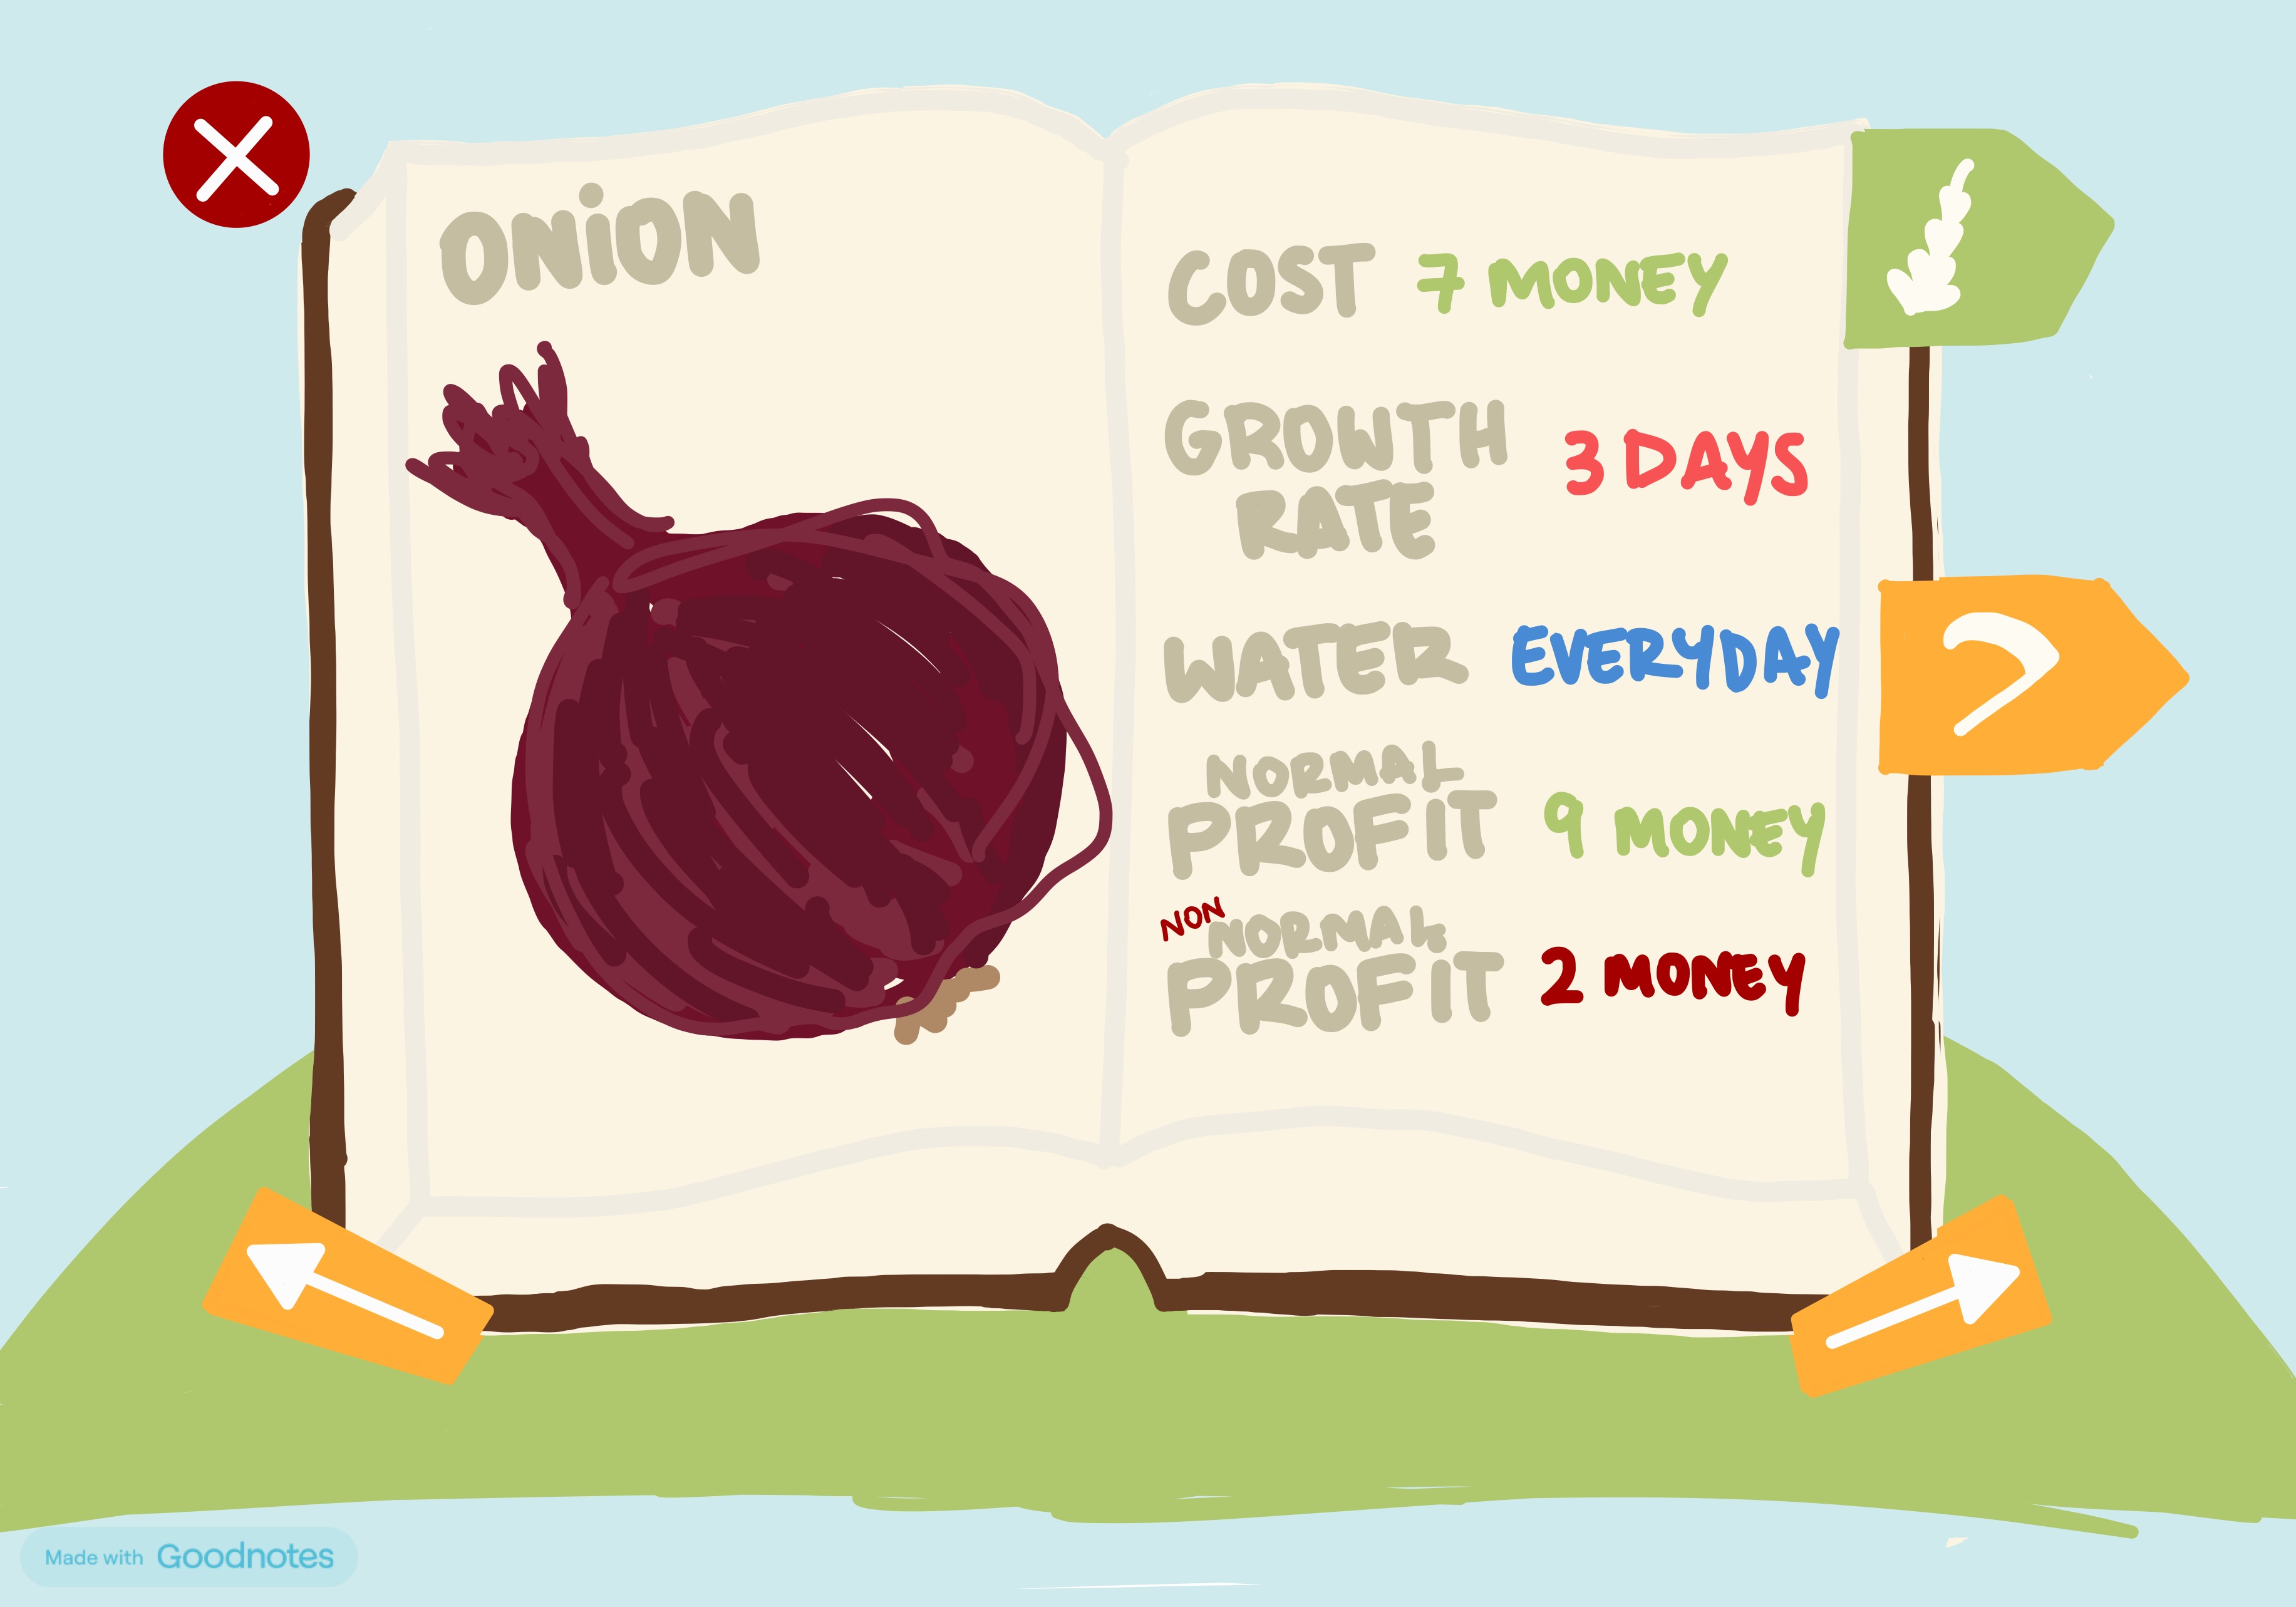 ONiON
COST 7 MONEY
GROWTH
RATE
3 DAYS
WATER EVERYDAY
NORMAL
PROFIT 9 MONEY
NON NORMAL
PROFIT 2 MONEY
Made with Goodnotes